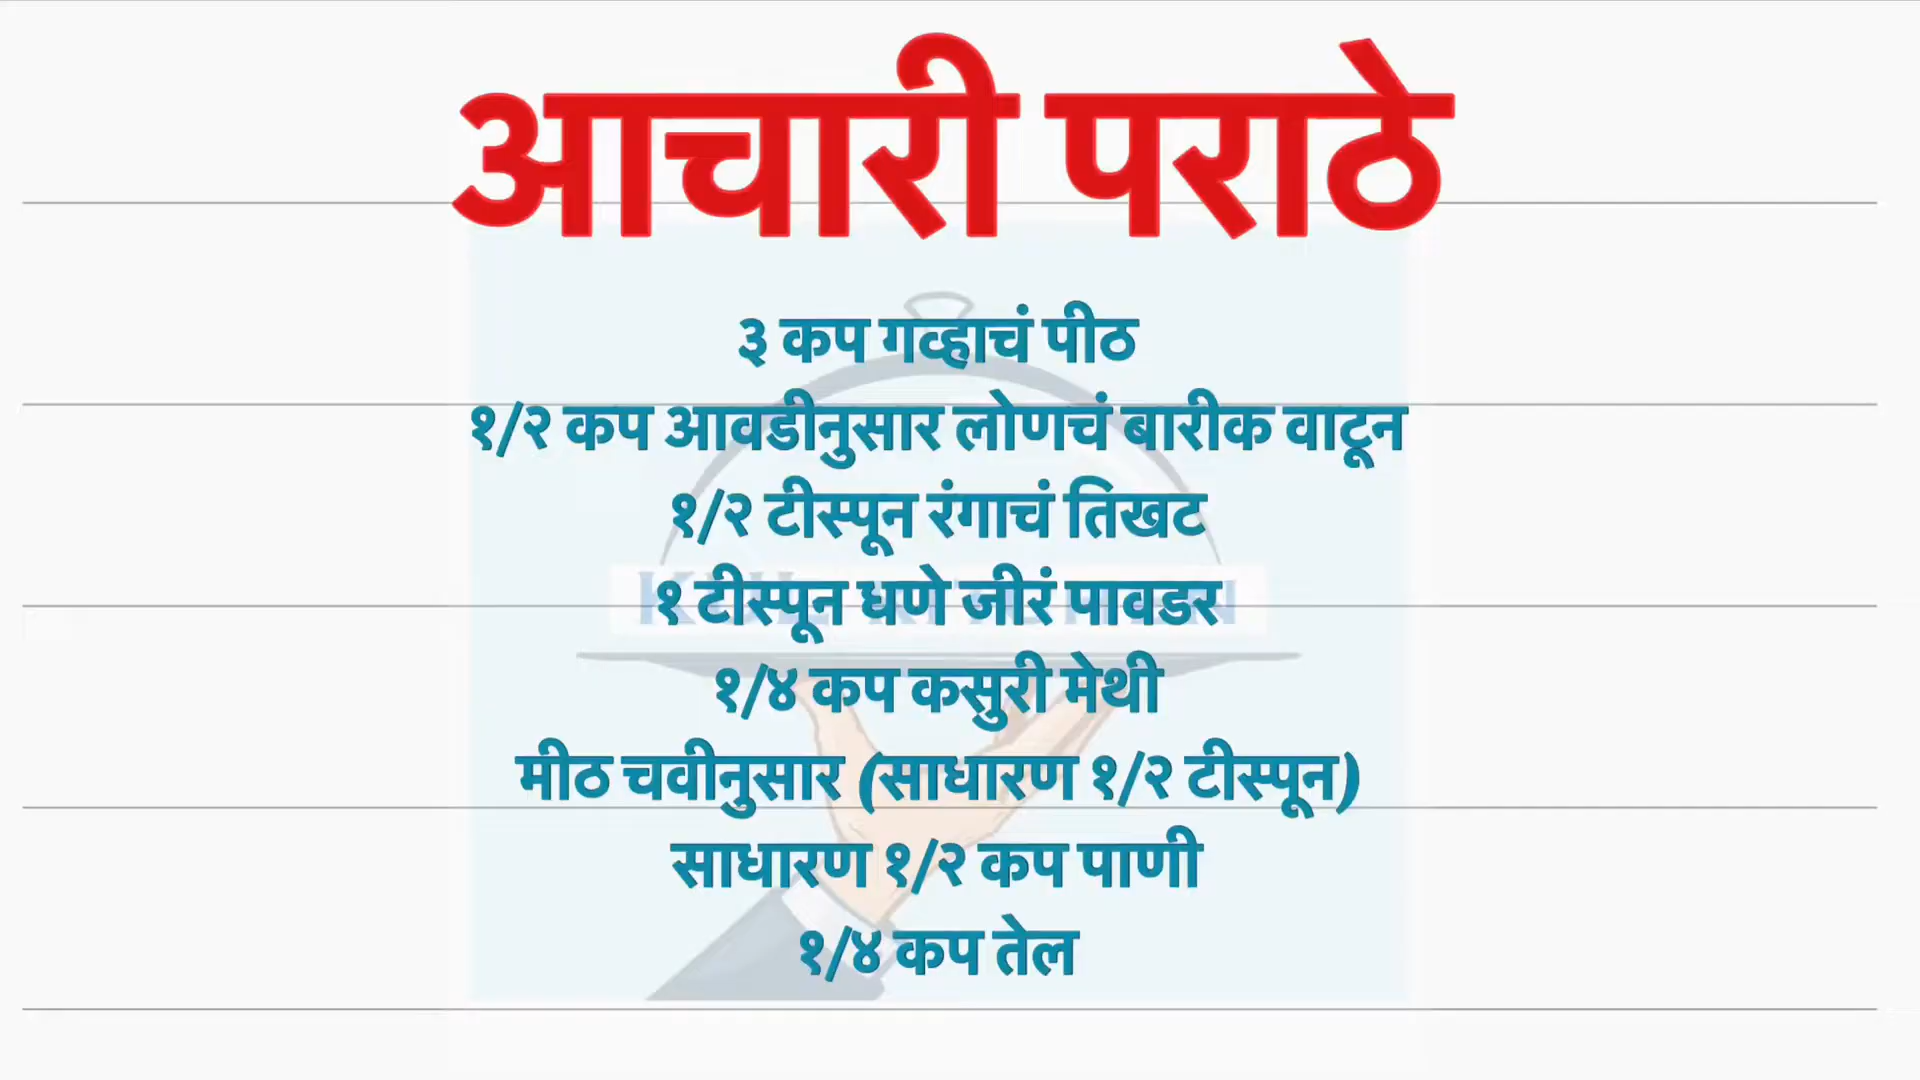 आचारी पराठे
३ कप गव्हाचं पीठ
१/२ कप आवडीनुसार लोणचं बारीक वाटून
१/२ टीस्पून रंगाचं तिखट
१ टीस्पून धणे जीरं पावडर
१/४ कप कसुरी मेथी
मीठ चवीनुसार (साधारण १/२ टीस्पून)
साधारण १/२ कप पाणी
१/४ कप तेल